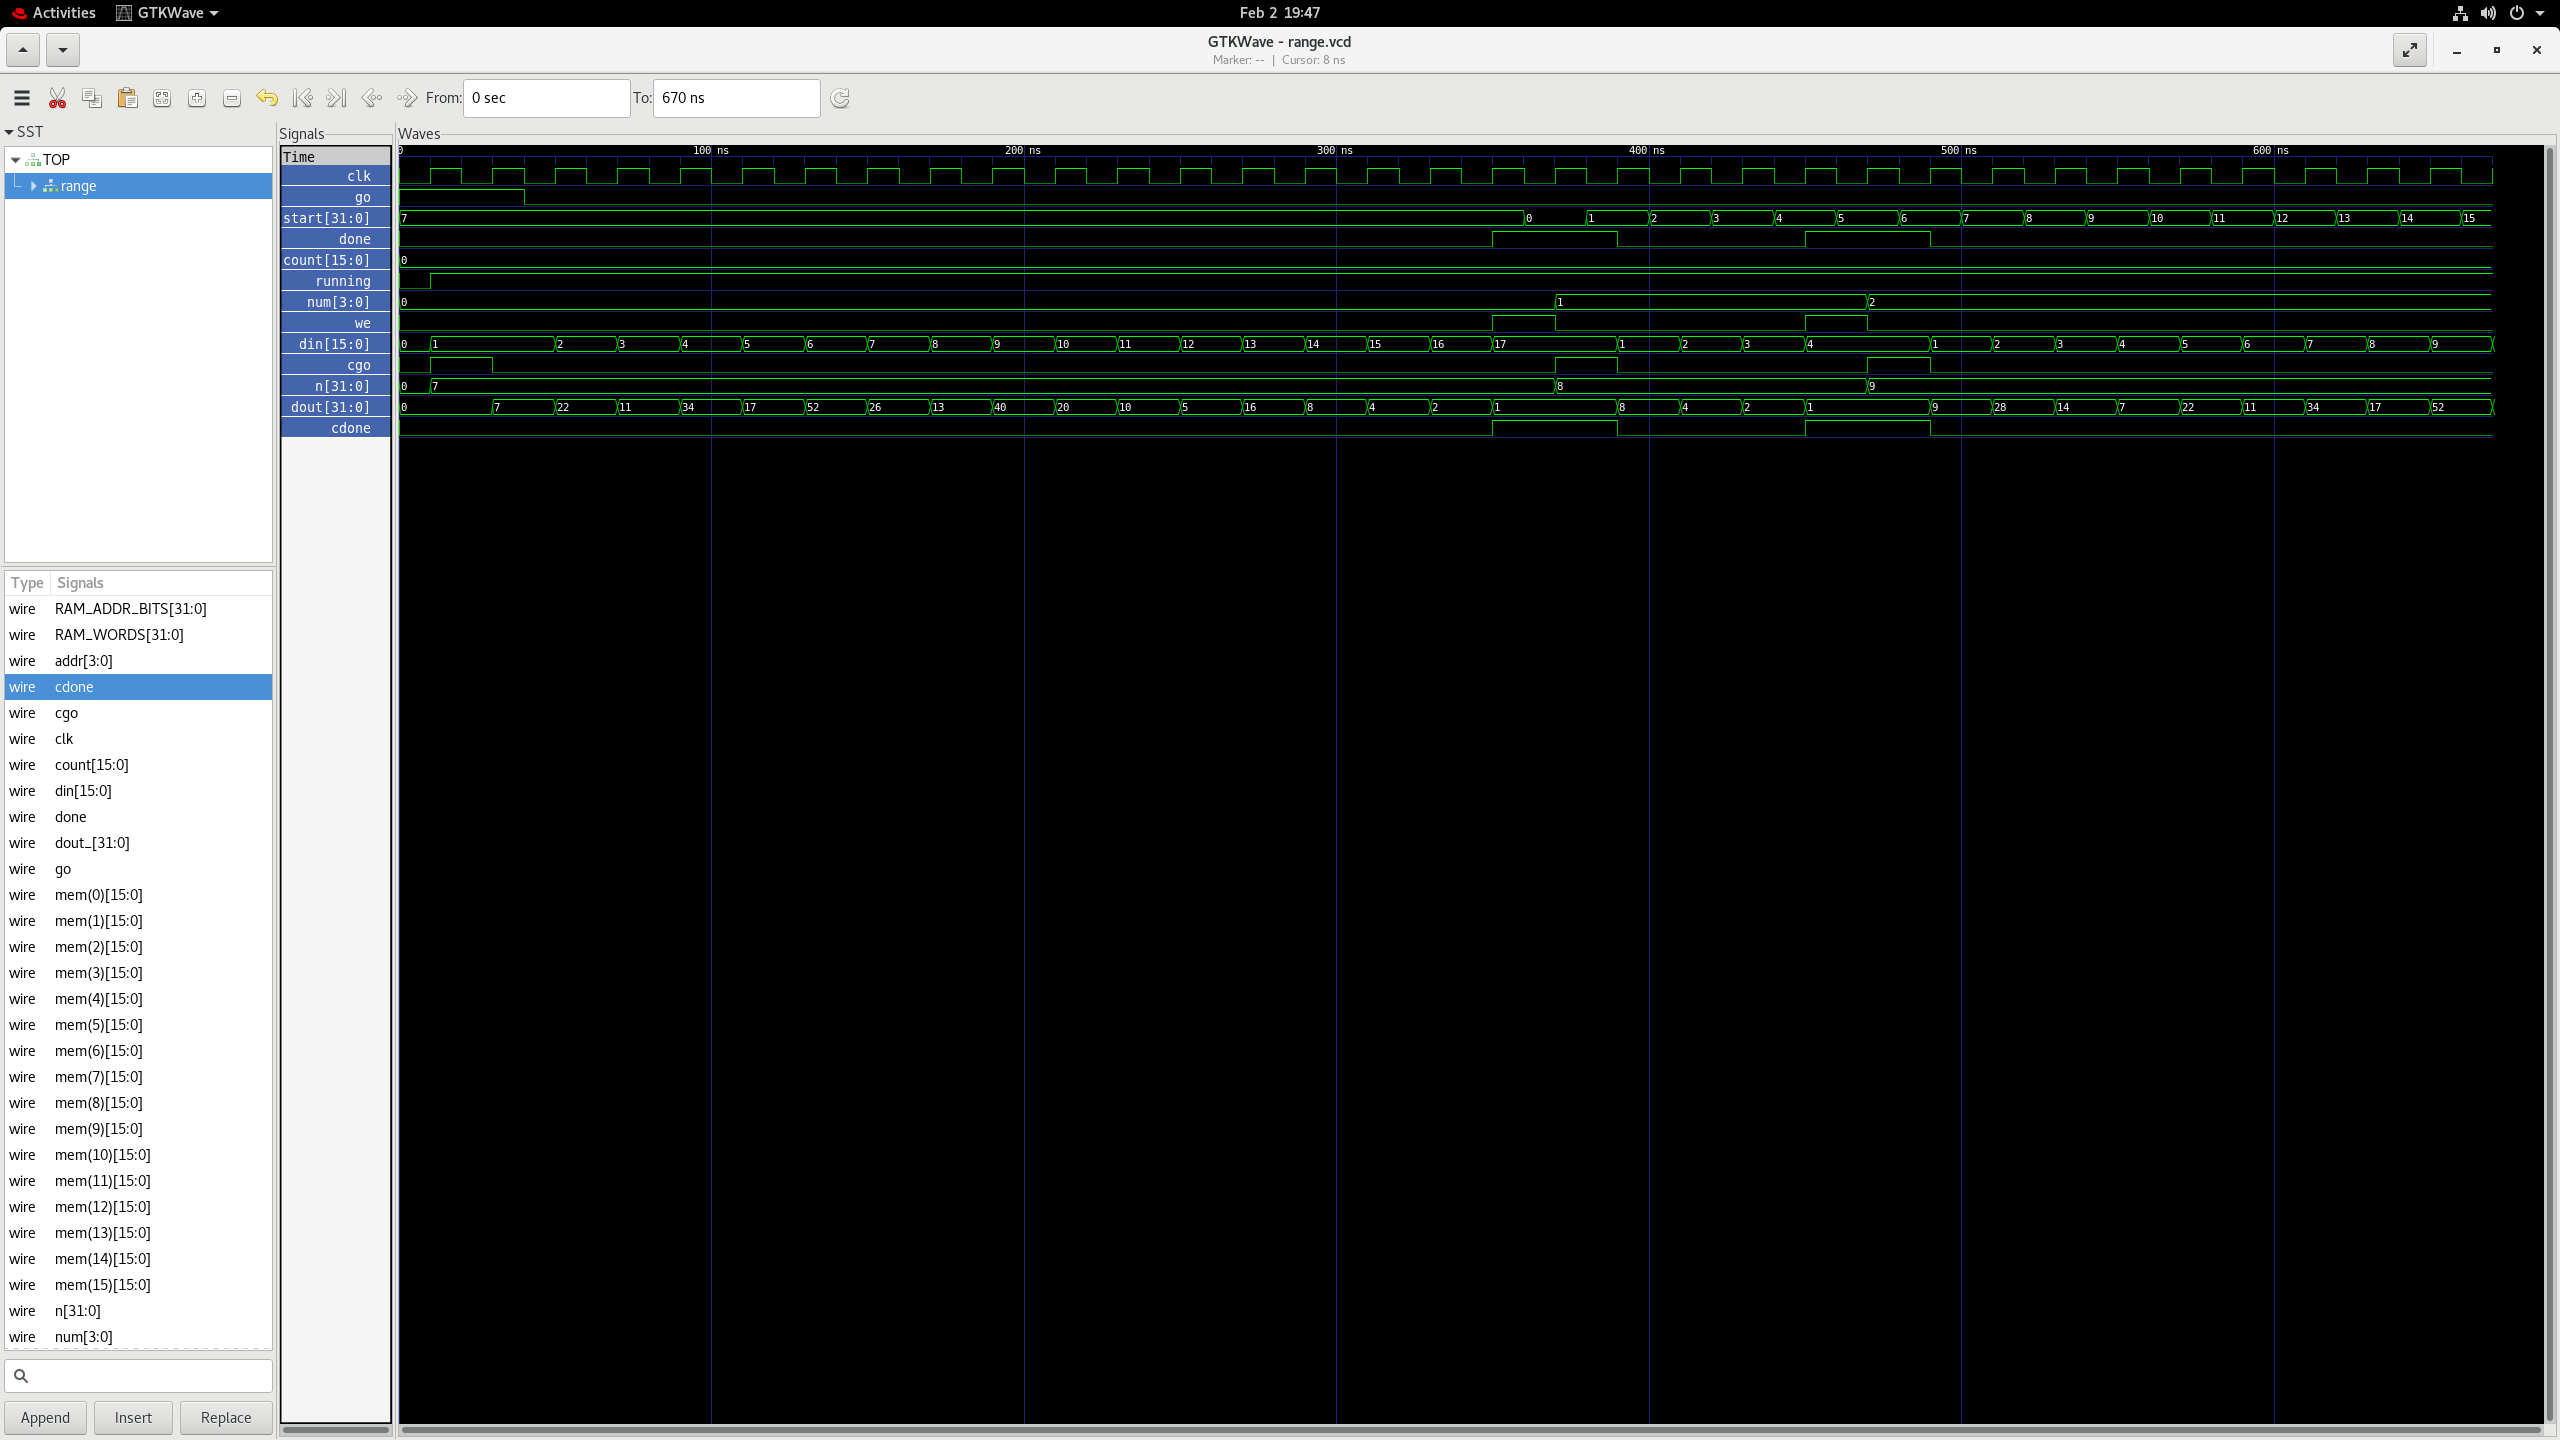 Activities GTKWave Feb 2 19:47
GTKWave - range.vcd
Marker: -- | Cursor: 8 ns
From: 0 sec To: 670 ns
SST
TOP
range
Type Signals
wire RAM_ADDR_BITS[31:0]
wire RAM_WORDS[31:0]
wire addr[3:0]
wire cdone
wire cgo
wire clk
wire count[15:0]
wire din[15:0]
wire done
wire dout_[31:0]
wire go
wire mem(0)[15:0]
wire mem(1)[15:0]
wire mem(2)[15:0]
wire mem(3)[15:0]
wire mem(4)[15:0]
wire mem(5)[15:0]
wire mem(6)[15:0]
wire mem(7)[15:0]
wire mem(8)[15:0]
wire mem(9)[15:0]
wire mem(10)[15:0]
wire mem(11)[15:0]
wire mem(12)[15:0]
wire mem(13)[15:0]
wire mem(14)[15:0]
wire mem(15)[15:0]
wire n[31:0]
wire num[3:0]
Append Insert Replace
Signals
Waves
Time 0 100 ns 200 ns 300 ns 400 ns 500 ns 600 ns
clk
go
start[31:0] 7 0 1 2 3 4 5 6 7 8 9 10 11 12 13 14 15
done
count[15:0] 0
running
num[3:0] 0 1 2
we
din[15:0] 0 1 2 3 4 5 6 7 8 9 10 11 12 13 14 15 16 17 1 2 3 4 1 2 3 4 5 6 7 8 9
cgo
n[31:0] 0 7 8 9
dout[31:0] 0 7 22 11 34 17 52 26 13 40 20 10 5 16 8 4 2 1 8 4 2 1 9 28 14 7 22 11 34 17 52
cdone